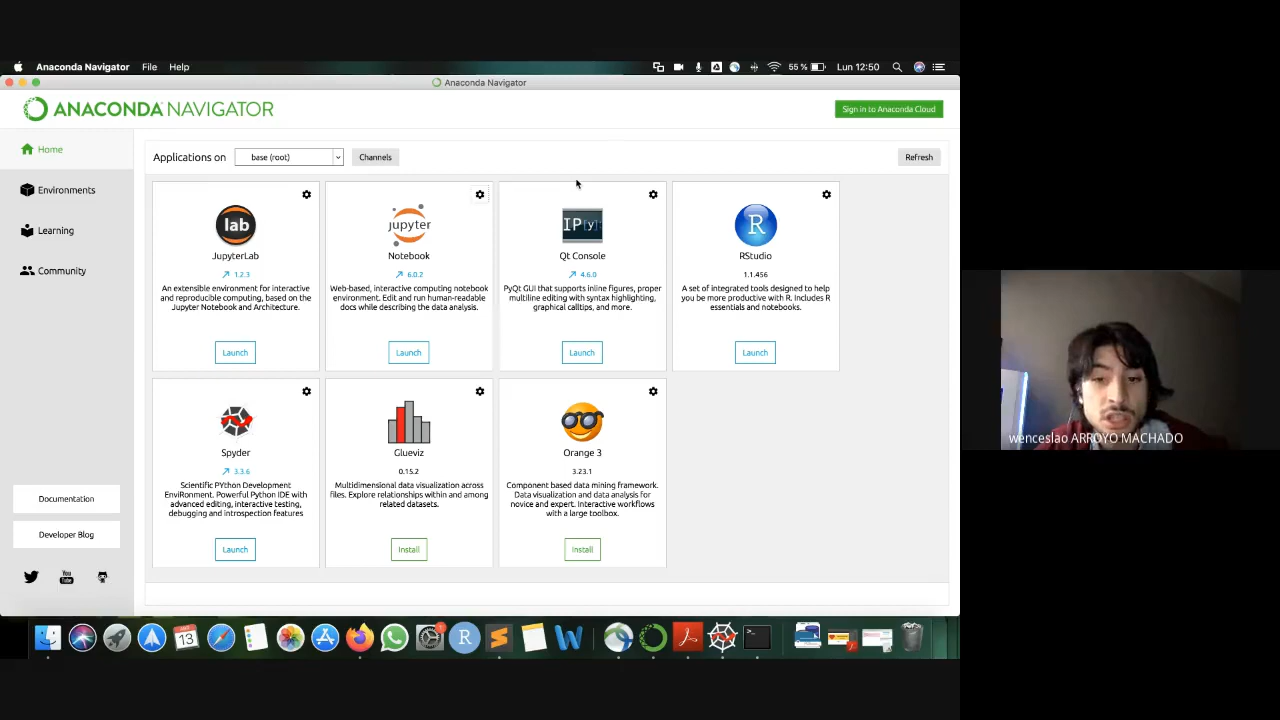 Anaconda Navigator File Help 55 % Lun 12:50
Anaconda Navigator
ANACONDA NAVIGATOR
Sign in to Anaconda Cloud
Home
Environments
Learning
Community
Documentation
Developer Blog
Applications on base (root) Channels Refresh
lab
JupyterLab
1.2.3
An extensible environment for interactive
and reproducible computing, based on the
Jupyter Notebook and Architecture.
Launch
jupyter
Notebook
6.0.2
Web-based, interactive computing notebook
environment. Edit and run human-readable
docs while describing the data analysis.
Launch
IP[y]:
Qt Console
4.6.0
PyQt GUI that supports inline figures, proper
multiline editing with syntax highlighting,
graphical calltips, and more.
Launch
R
RStudio
1.1.456
A set of integrated tools designed to help
you be more productive with R. Includes R
essentials and notebooks.
Launch
Spyder
3.3.6
Scientific PYthon Development
EnviRonment. Powerful Python IDE with
advanced editing, interactive testing,
debugging and introspection features
Launch
Glueviz
0.15.2
Multidimensional data visualization across
files. Explore relationships within and among
related datasets.
Install
Orange 3
3.23.1
Component based data mining framework.
Data visualization and data analysis for
novice and expert. Interactive workflows
with a large toolbox.
Install
You
Tube
13
1
R
W
wenceslao ARROYO MACHADO